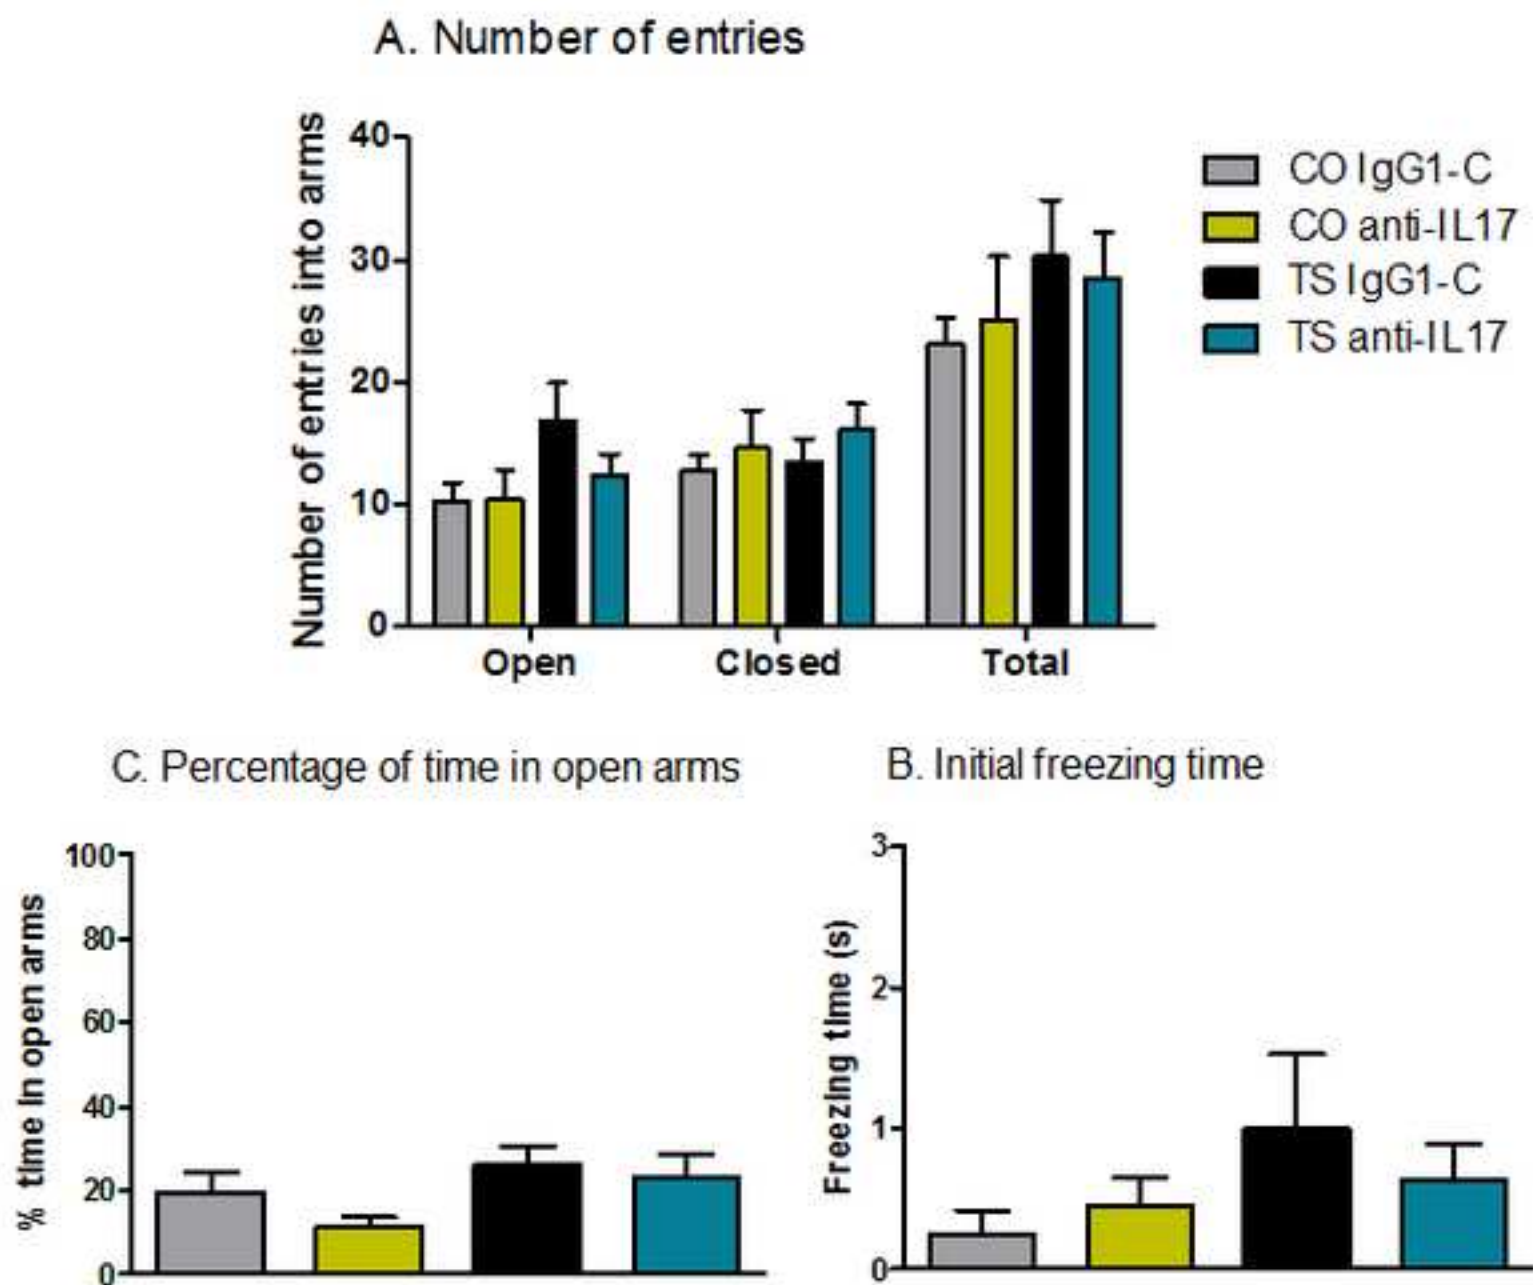 A. Number of entries
Number of entries into arms
40
30
20
10
0
Open Closed Total
CO IgG1-C
CO anti-IL17
TS IgG1-C
TS anti-IL17
C. Percentage of time in open arms
% time in open arms
100
80
60
40
20
0
B. Initial freezing time
Freezing time (s)
3
2
1
0